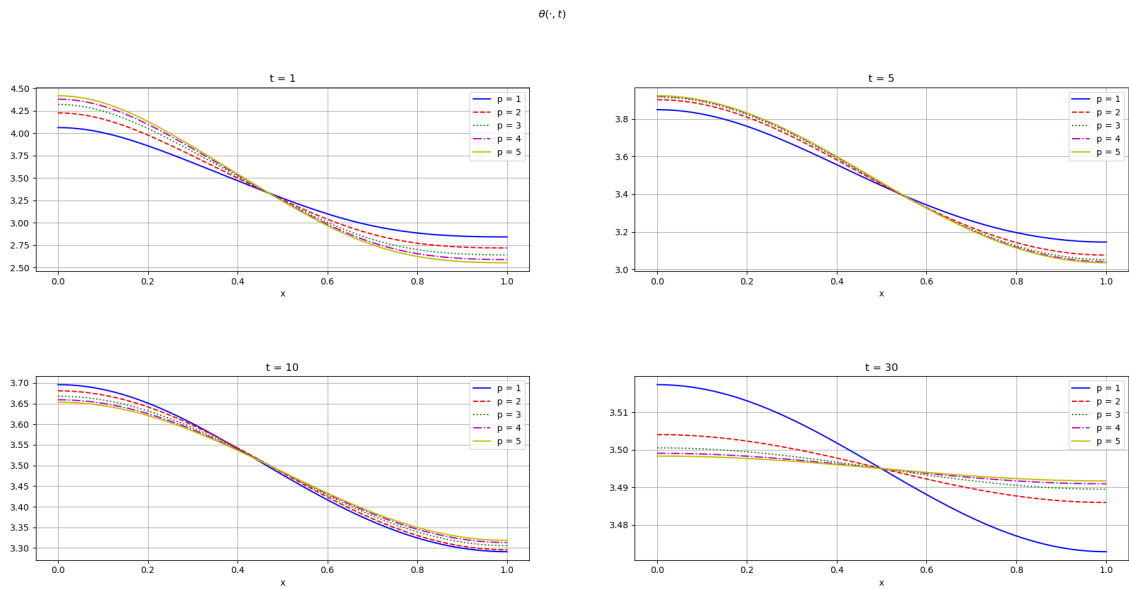 θ(·, t)
t = 1
4.50
4.25
4.00
3.75
3.50
3.25
3.00
2.75
2.50
0.0 0.2 0.4 0.6 0.8 1.0
x
p = 1
p = 2
p = 3
p = 4
p = 5
t = 5
3.8
3.6
3.4
3.2
3.0
0.0 0.2 0.4 0.6 0.8 1.0
x
p = 1
p = 2
p = 3
p = 4
p = 5
t = 10
3.70
3.65
3.60
3.55
3.50
3.45
3.40
3.35
3.30
0.0 0.2 0.4 0.6 0.8 1.0
x
p = 1
p = 2
p = 3
p = 4
p = 5
t = 30
3.51
3.50
3.49
3.48
0.0 0.2 0.4 0.6 0.8 1.0
x
p = 1
p = 2
p = 3
p = 4
p = 5